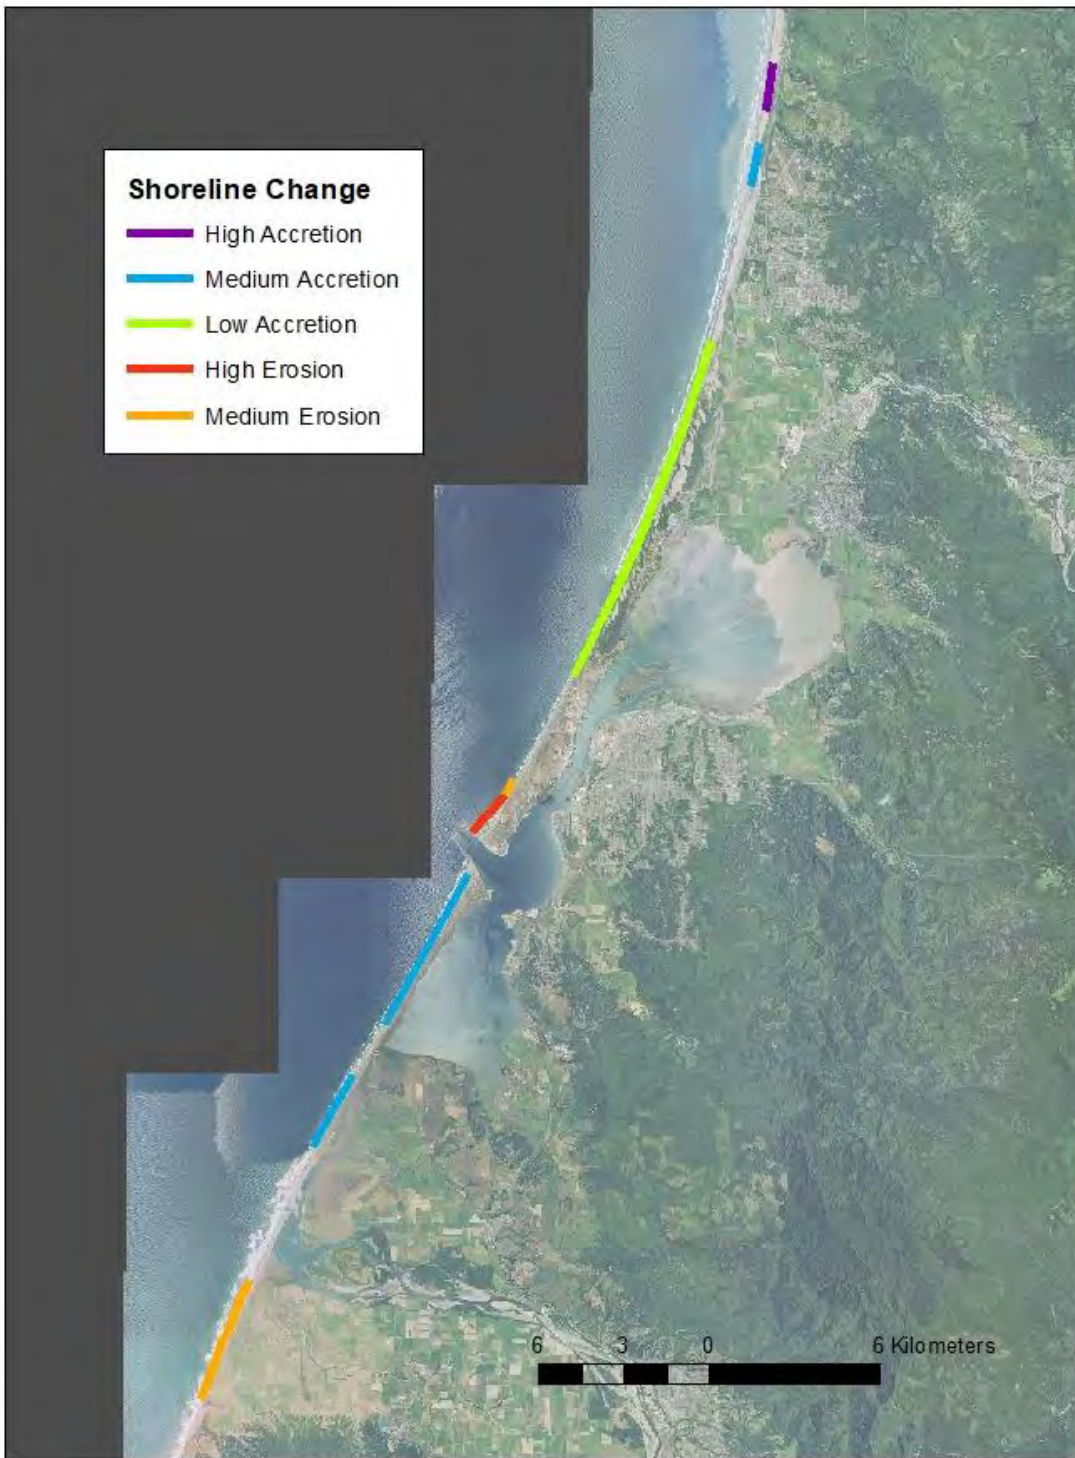 Shoreline Change
High Accretion
Medium Accretion
Low Accretion
High Erosion
Medium Erosion
6 3 0 6 Kilometers